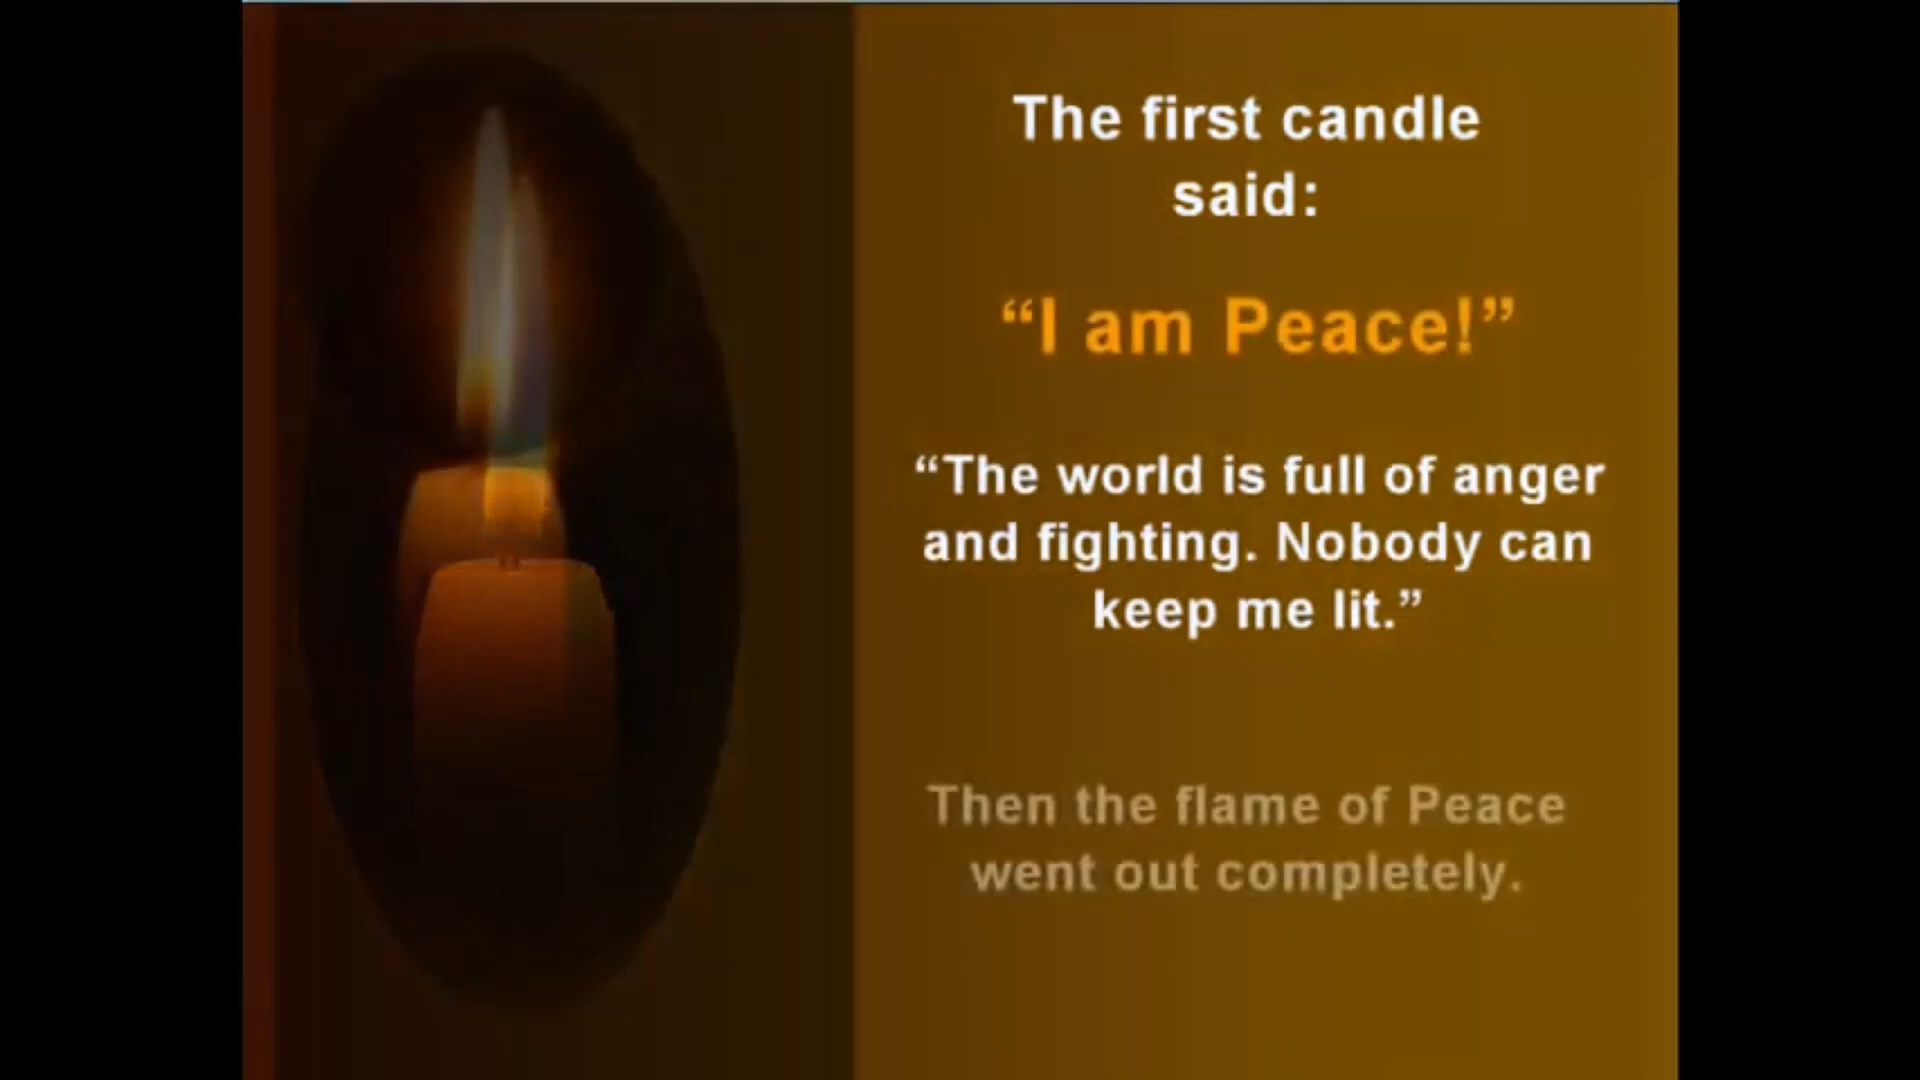 The first candle
said:
“I am Peace!”
“The world is full of anger
and fighting. Nobody can
keep me lit.”
Then the flame of Peace
went out completely.